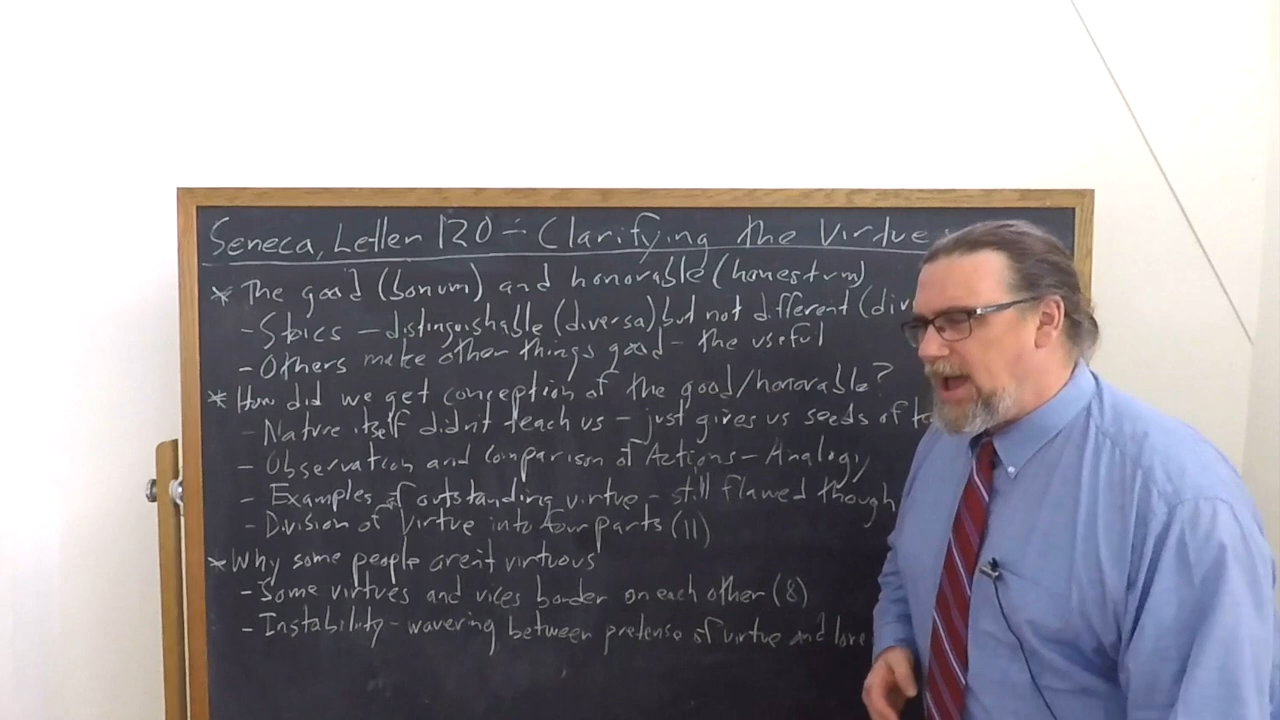 Seneca, Letter 120 - Clarifying the Virtue
* The good (bonum) and honorable (honestum)
- Stoics - distinguishable (diversa) but not different (div
- Others make other things good - the useful
* How did we get conception of the good/honorable?
- Nature itself didn't teach us - just gives us seeds of
- Observation and comparison of Actions - Analogy
- Examples of outstanding virtue - still flawed though
- Division of virtue into four parts (11)
* Why some people aren't virtuous
- Some virtues and vices border on each other (8)
- Instability - wavering between pretense of virtue and love